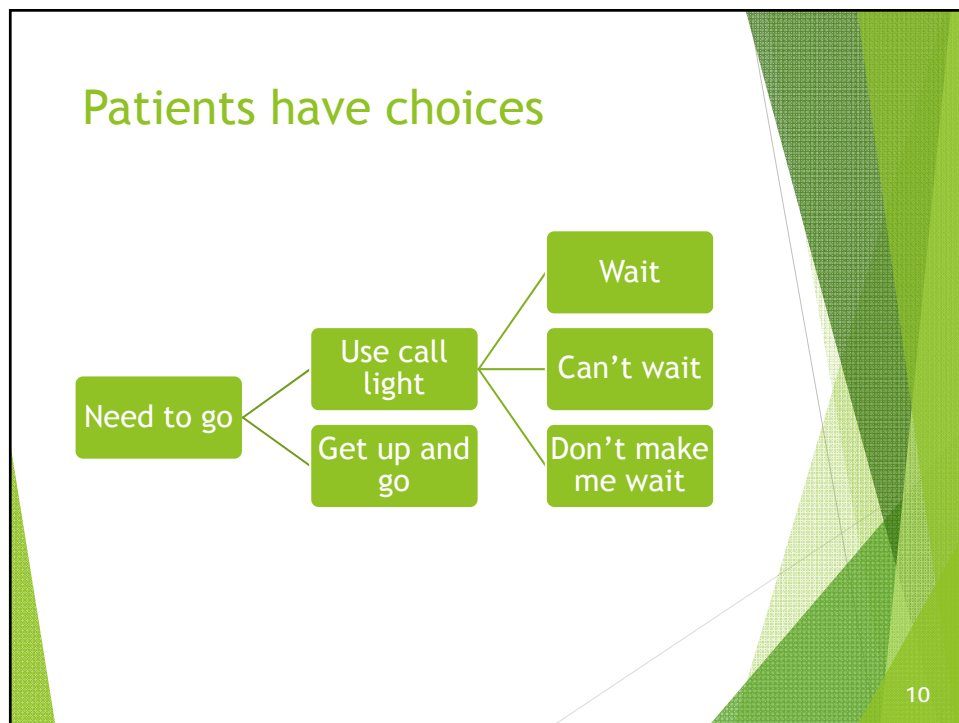 Patients have choices
Need to go
Use call
light
Get up and
go
Wait
Can’t wait
Don’t make
me wait
10